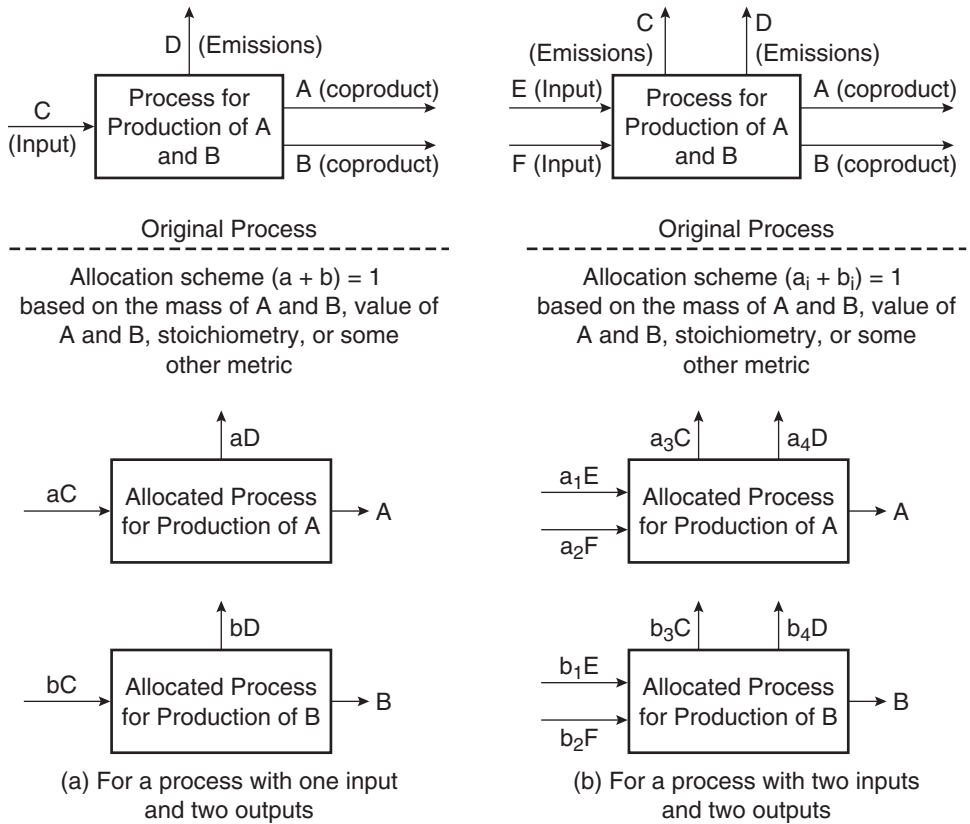 D (Emissions)
C
(Input)
Process for
Production of A
and B
A (coproduct)
B (coproduct)
C
(Emissions)
D
(Emissions)
E (Input)
F (Input)
Process for
Production of A
and B
A (coproduct)
B (coproduct)
Original Process
Original Process
Allocation scheme (a + b) = 1
based on the mass of A and B, value of
A and B, stoichiometry, or some
other metric
Allocation scheme (aᵢ + bᵢ) = 1
based on the mass of A and B, value of
A and B, stoichiometry, or some
other metric
aD
aC
Allocated Process
for Production of A
A
a₃C
a₄D
a₁E
a₂F
Allocated Process
for Production of A
A
bD
bC
Allocated Process
for Production of B
B
b₃C
b₄D
b₁E
b₂F
Allocated Process
for Production of B
B
(a) For a process with one input
and two outputs
(b) For a process with two inputs
and two outputs